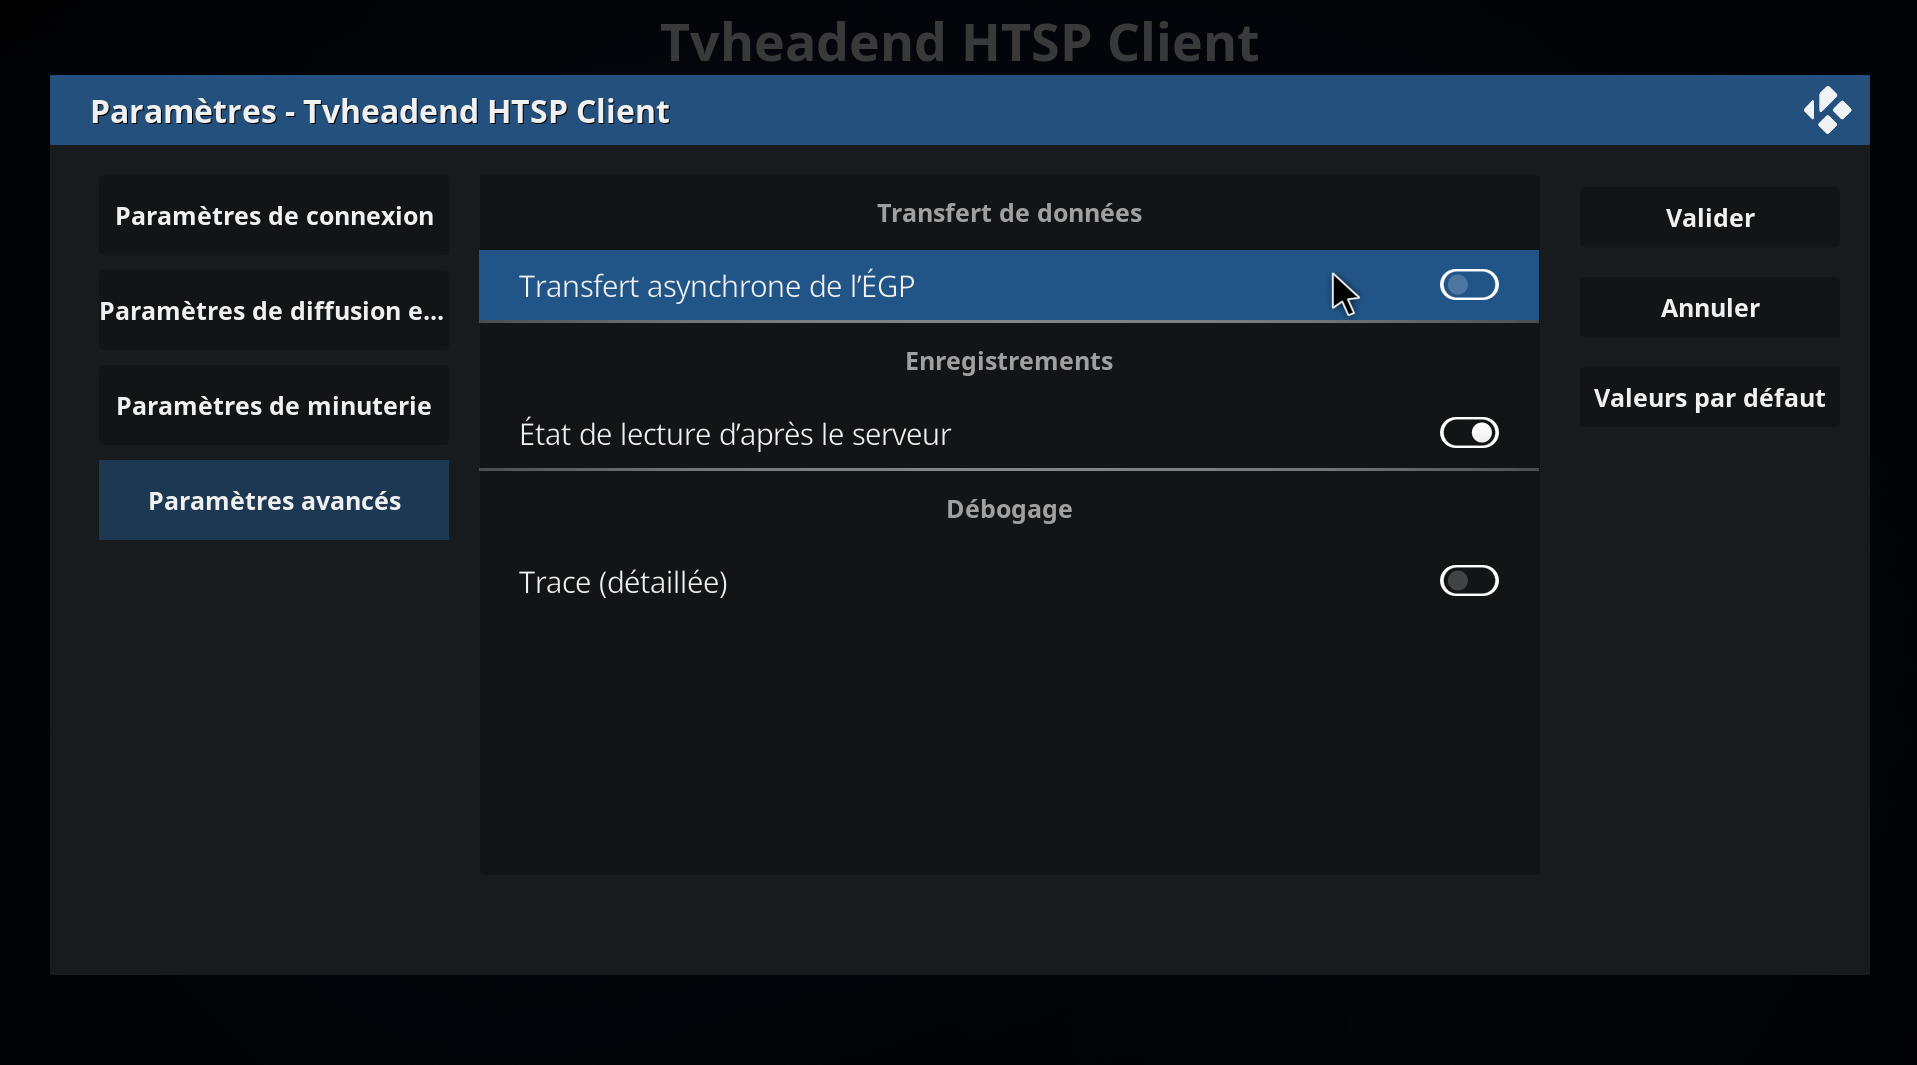 Tvheadend HTSP Client
Paramètres - Tvheadend HTSP Client
Paramètres de connexion
Paramètres de diffusion e...
Paramètres de minuterie
Paramètres avancés
Transfert de données
Transfert asynchrone de l’ÉGP
Enregistrements
État de lecture d’après le serveur
Débogage
Trace (détaillée)
Valider
Annuler
Valeurs par défaut